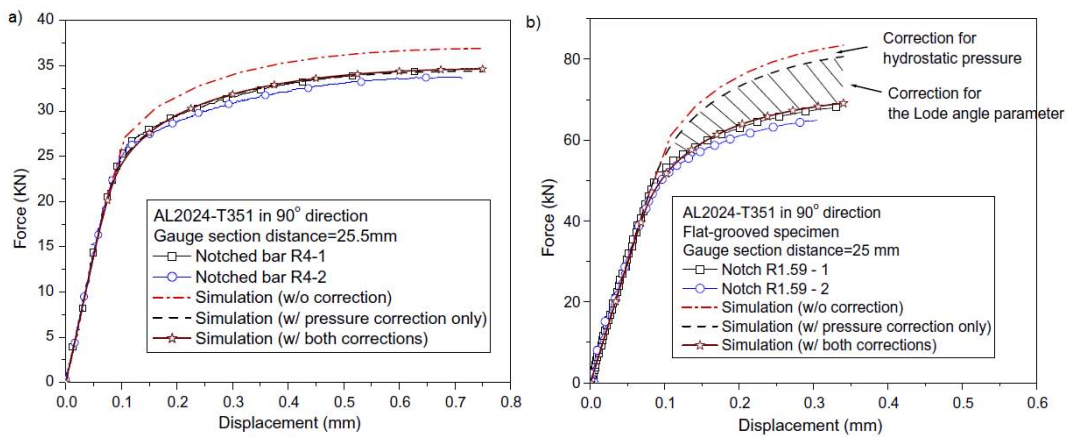 a)
40
35
30
25
20
15
10
5
0
Force (KN)
0.0 0.1 0.2 0.3 0.4 0.5 0.6 0.7 0.8
Displacement (mm)
AL2024-T351 in 90° direction
Gauge section distance=25.5mm
Notched bar R4-1
Notched bar R4-2
Simulation (w/o correction)
Simulation (w/ pressure correction only)
Simulation (w/ both corrections)
b)
80
60
40
20
0
Force (kN)
0.0 0.1 0.2 0.3 0.4 0.5 0.6
Displacement (mm)
Correction for
hydrostatic pressure
Correction for
the Lode angle parameter
AL2024-T351 in 90° direction
Flat-grooved specimen
Gauge section distance=25 mm
Notch R1.59 - 1
Notch R1.59 - 2
Simulation (w/o correction)
Simulation (w/ pressure correction only)
Simulation (w/ both corrections)